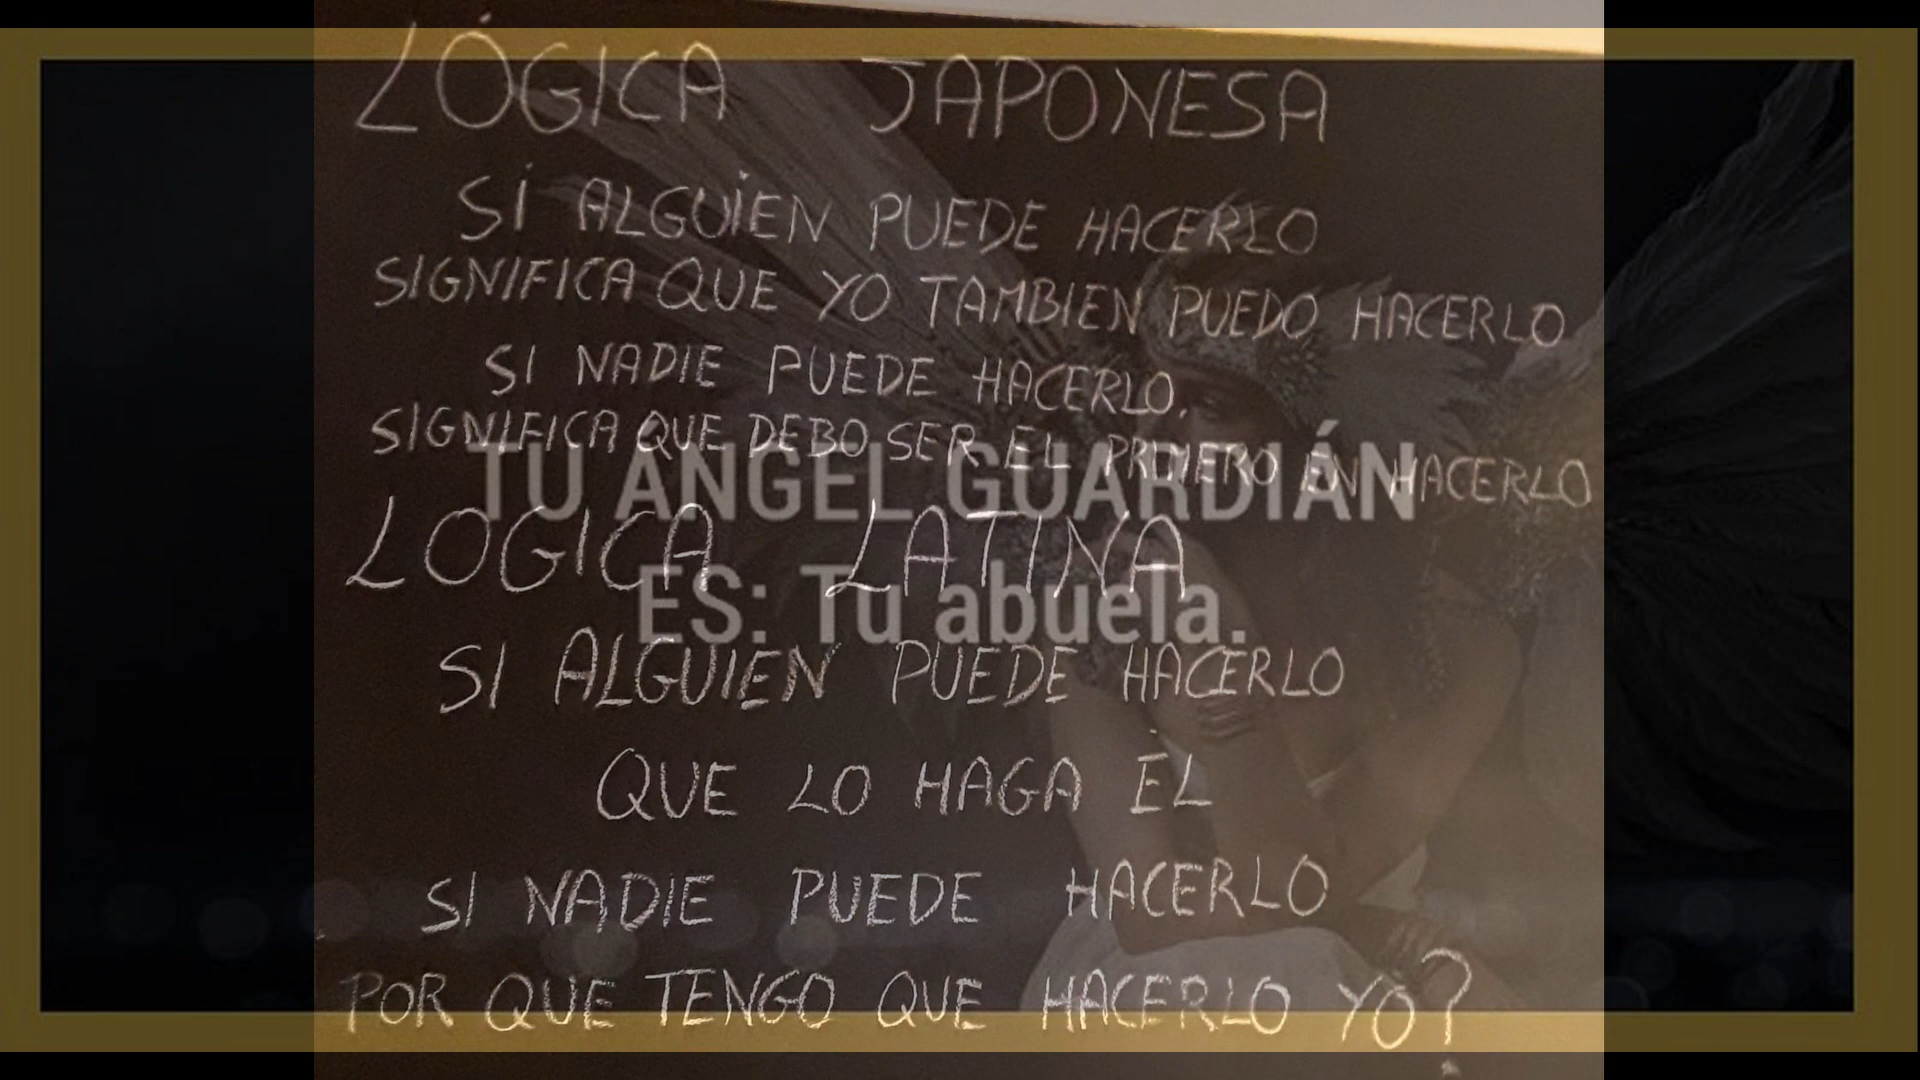 LÓGICA JAPONESA
SI ALGUIEN PUEDE HACERLO
SIGNIFICA QUE YO TAMBIEN PUEDO HACERLO
SI NADIE PUEDE HACERLO,
SIGNIFICA QUE DEBO SER EL PRIMERO EN HACERLO
TU ÁNGEL GUARDIÁN
LOGICA LATINA
ES: Tu abuela.
SI ALGUIEN PUEDE HACERLO
QUE LO HAGA ÉL
SI NADIE PUEDE HACERLO
POR QUE TENGO QUE HACERLO YO?